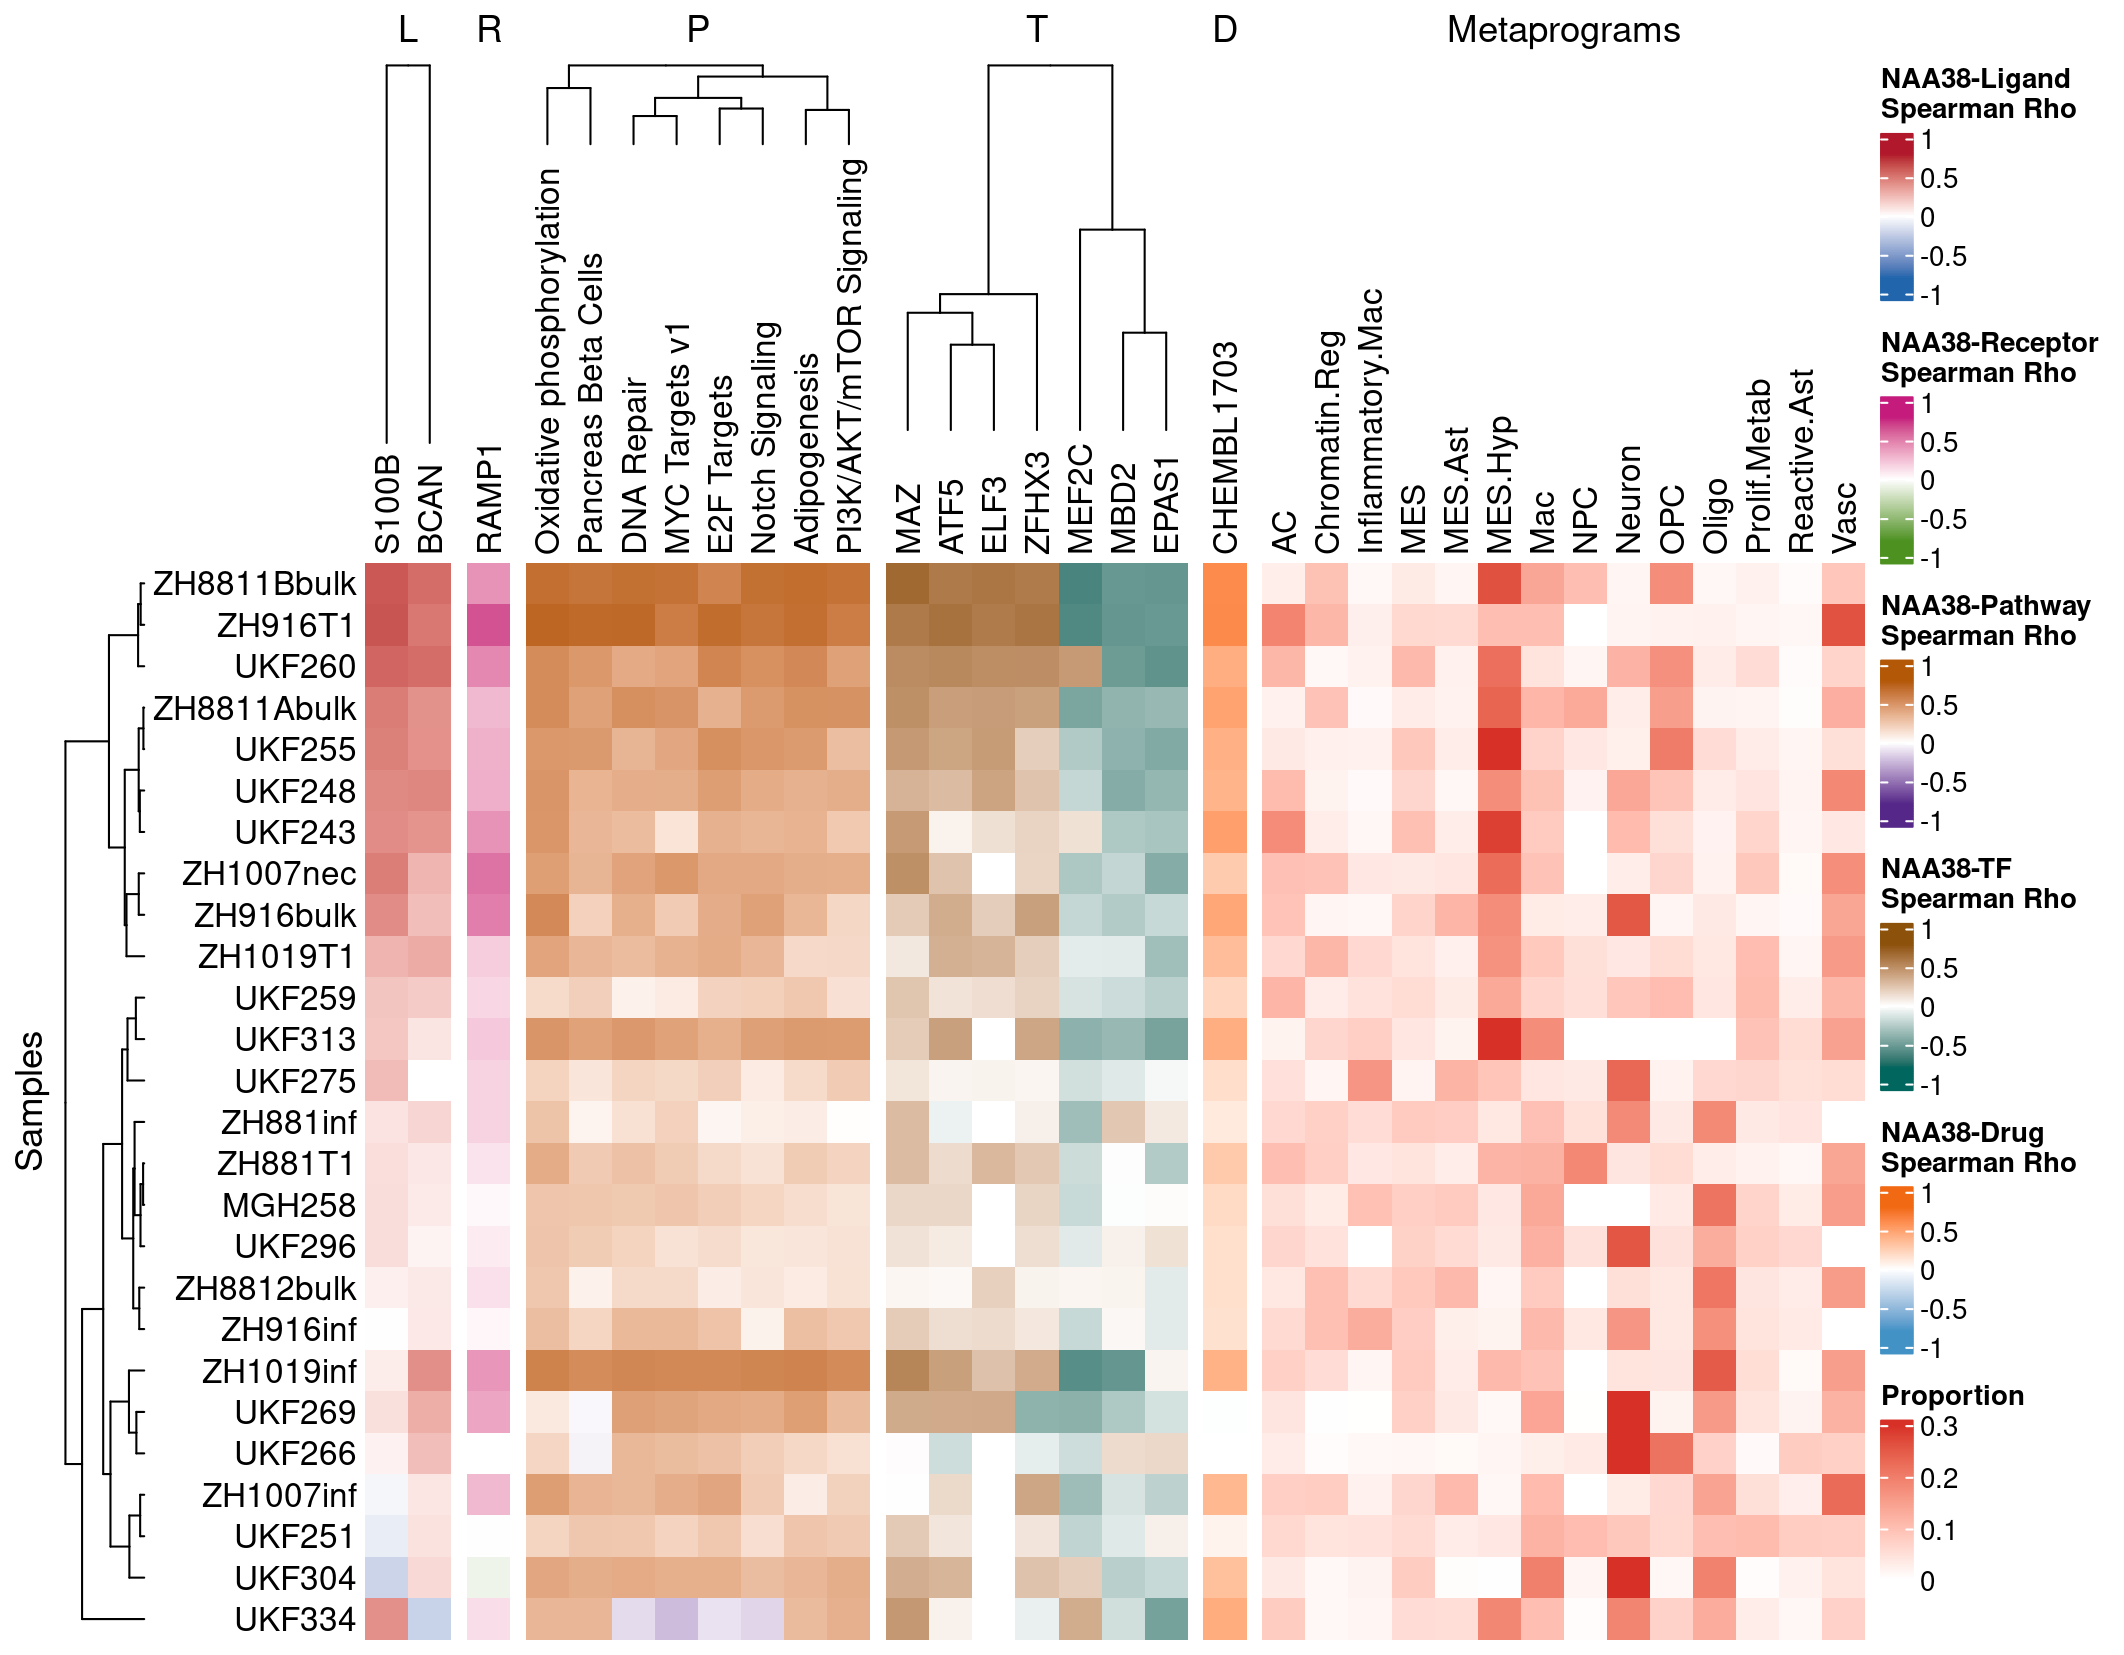 L R P T D Metaprograms
S100B
BCAN
RAMP1
Oxidative phosphorylation
Pancreas Beta Cells
DNA Repair
MYC Targets v1
E2F Targets
Notch Signaling
Adipogenesis
PI3K/AKT/mTOR Signaling
MAZ
ATF5
ELF3
ZFHX3
MEF2C
MBD2
EPAS1
CHEMBL1703
AC
Chromatin.Reg
Inflammatory.Mac
MES
MES.Ast
MES.Hyp
Mac
NPC
Neuron
OPC
Oligo
Prolif.Metab
Reactive.Ast
Vasc
Samples
ZH8811Bbulk
ZH916T1
UKF260
ZH8811Abulk
UKF255
UKF248
UKF243
ZH1007nec
ZH916bulk
ZH1019T1
UKF259
UKF313
UKF275
ZH881inf
ZH881T1
MGH258
UKF296
ZH8812bulk
ZH916inf
ZH1019inf
UKF269
UKF266
ZH1007inf
UKF251
UKF304
UKF334
NAA38-Ligand
Spearman Rho
1
0.5
0
-0.5
-1
NAA38-Receptor
Spearman Rho
1
0.5
0
-0.5
-1
NAA38-Pathway
Spearman Rho
1
0.5
0
-0.5
-1
NAA38-TF
Spearman Rho
1
0.5
0
-0.5
-1
NAA38-Drug
Spearman Rho
1
0.5
0
-0.5
-1
Proportion
0.3
0.2
0.1
0